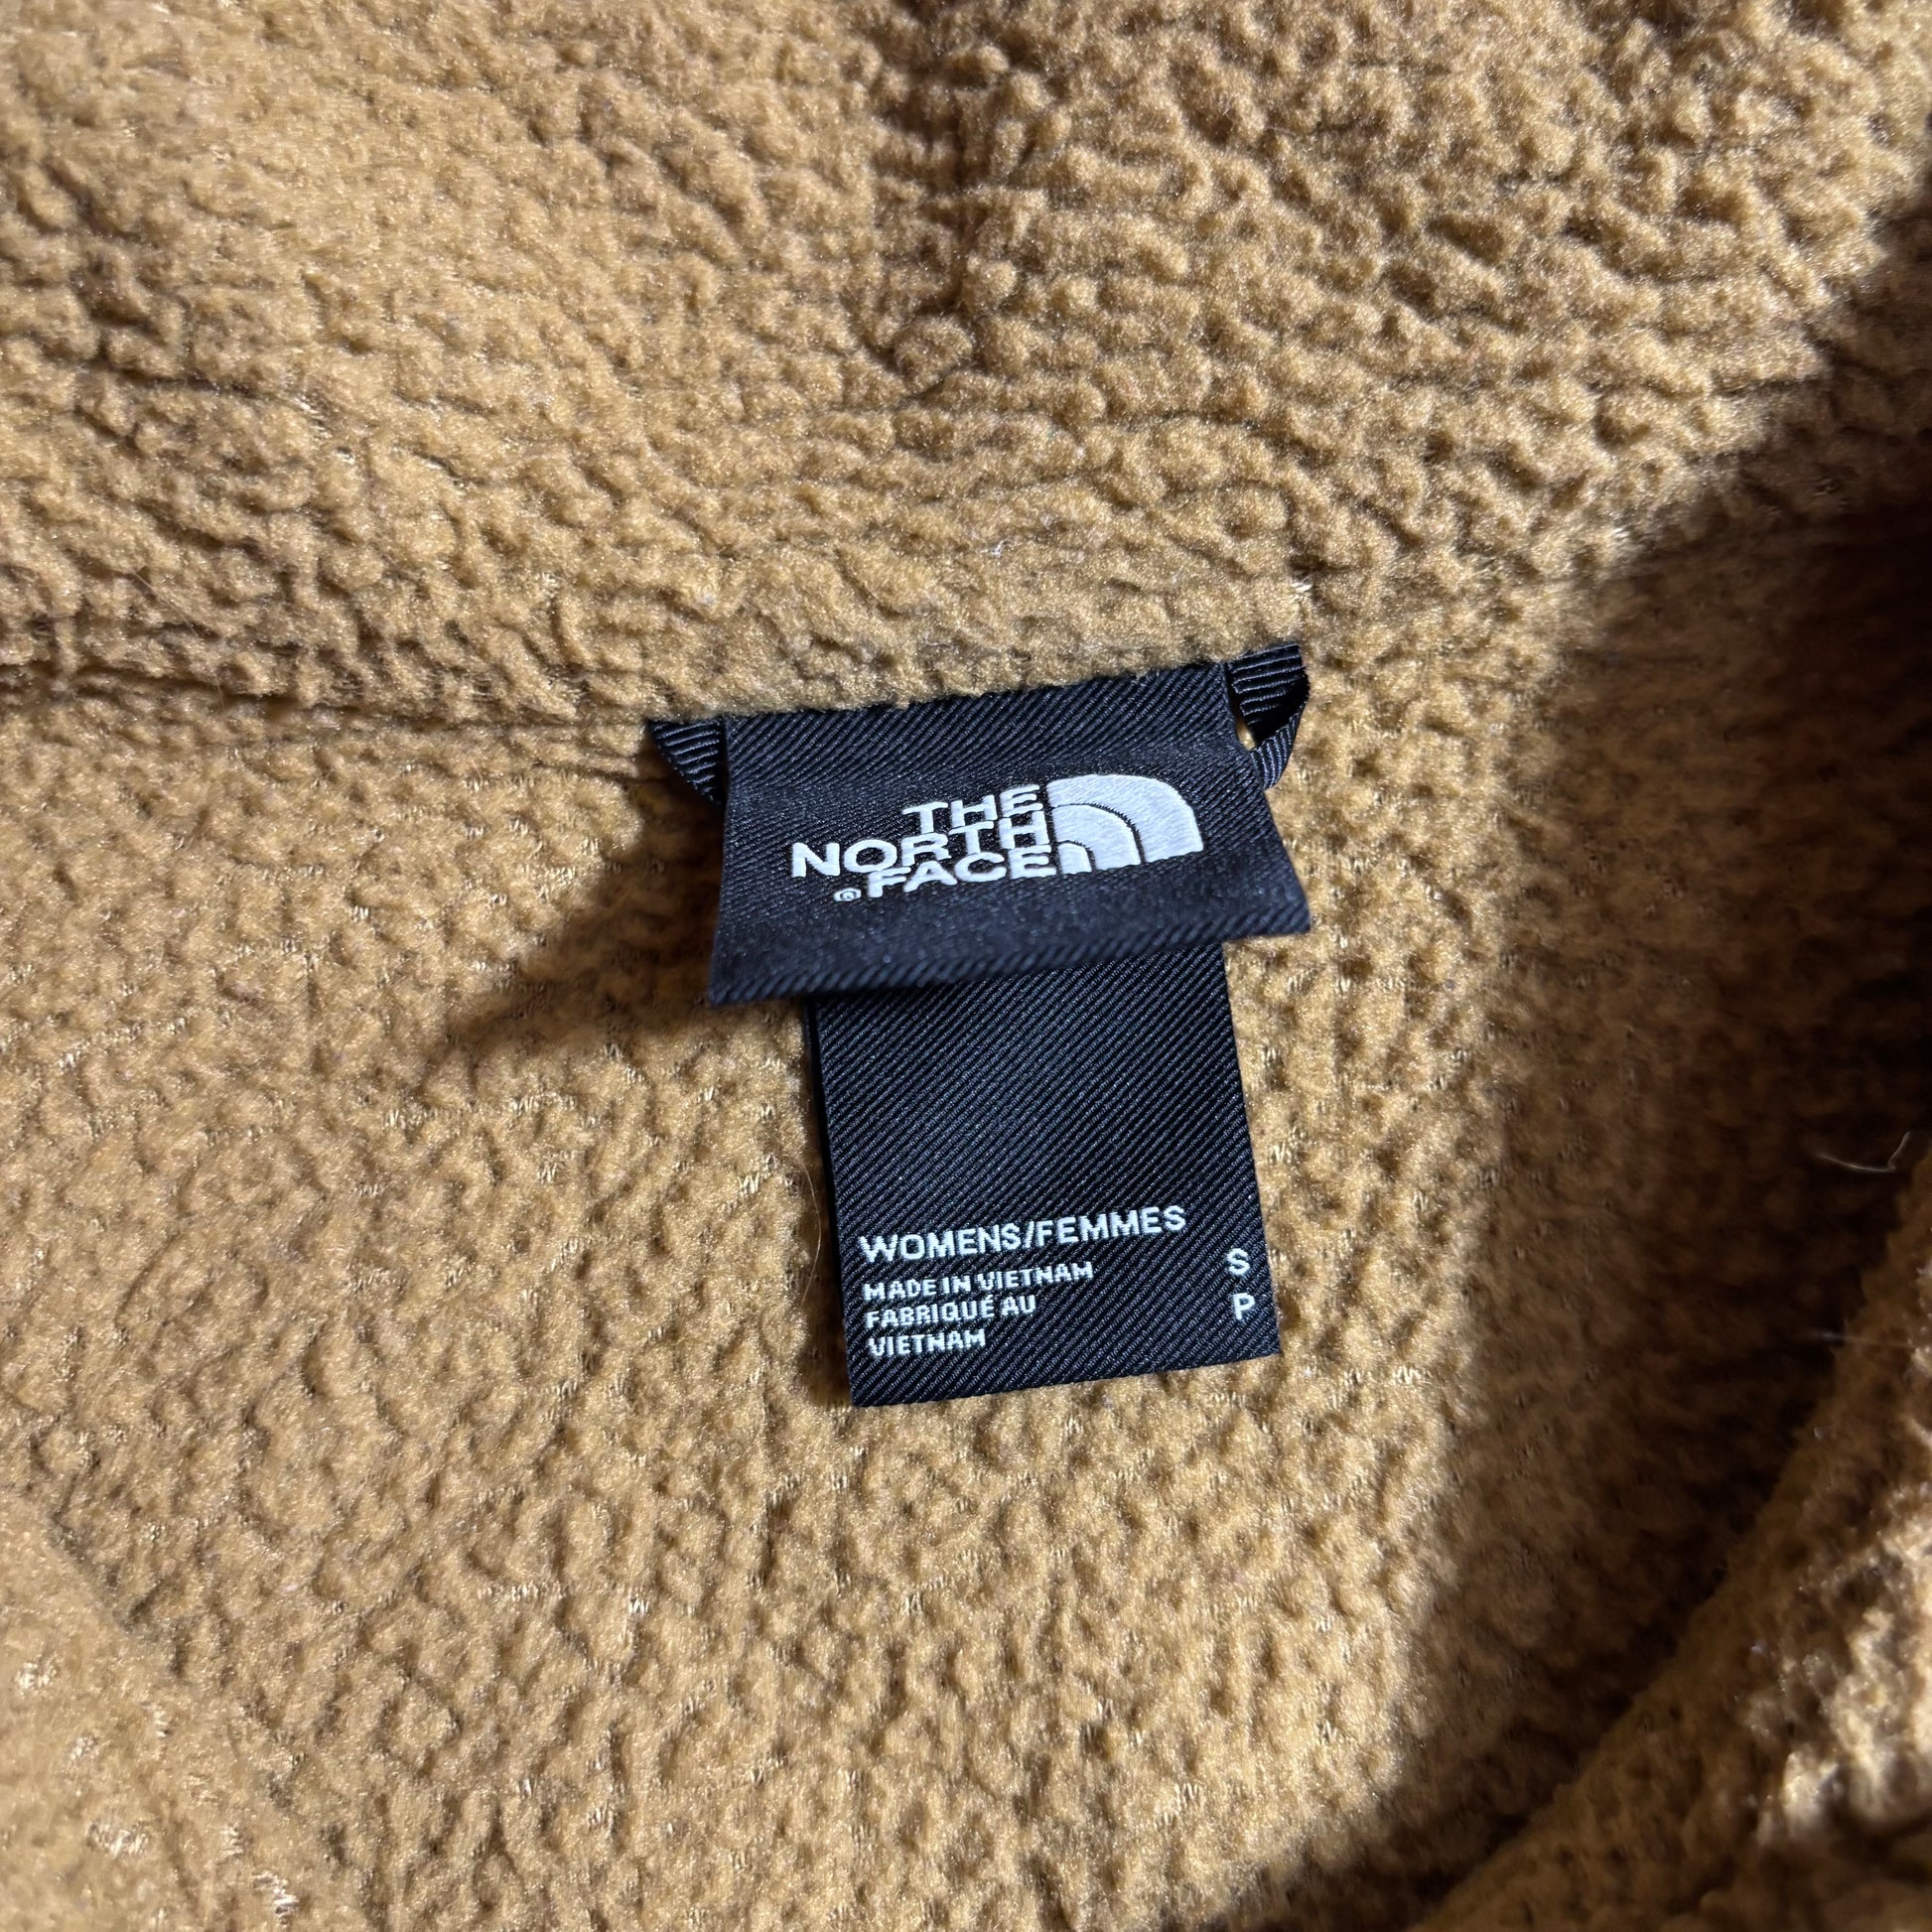 THE
NORTH
® FACE
WOMENS/FEMMES
MADE IN VIETNAM
FABRIQUÉ AU
VIETNAM
S
P